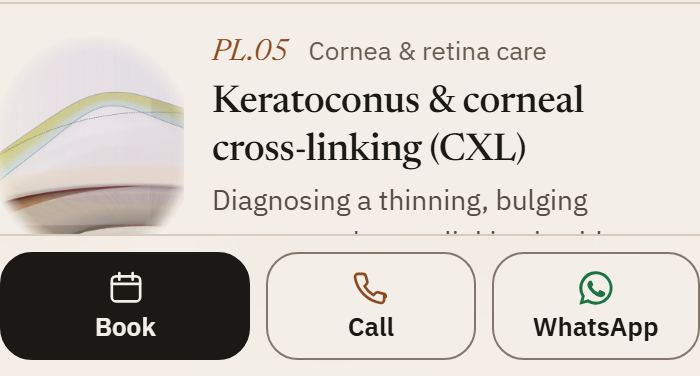 PL.05 Cornea & retina care
Keratoconus & corneal
cross-linking (CXL)
Diagnosing a thinning, bulging
Book
Call
WhatsApp